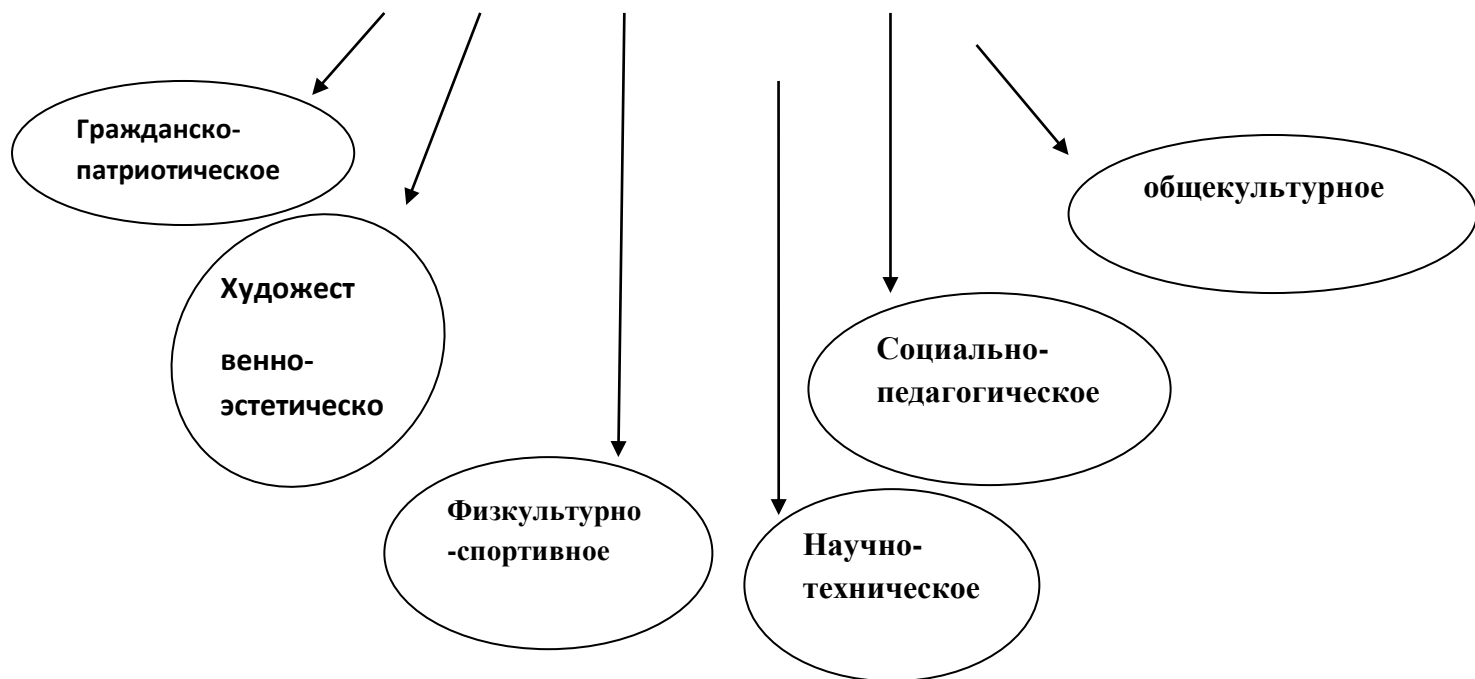 Гражданско-
патриотическое
общекультурное
Художест
венно-
эстетическо
Социально-
педагогическое
Физкультурно
-спортивное
Научно-
техническое